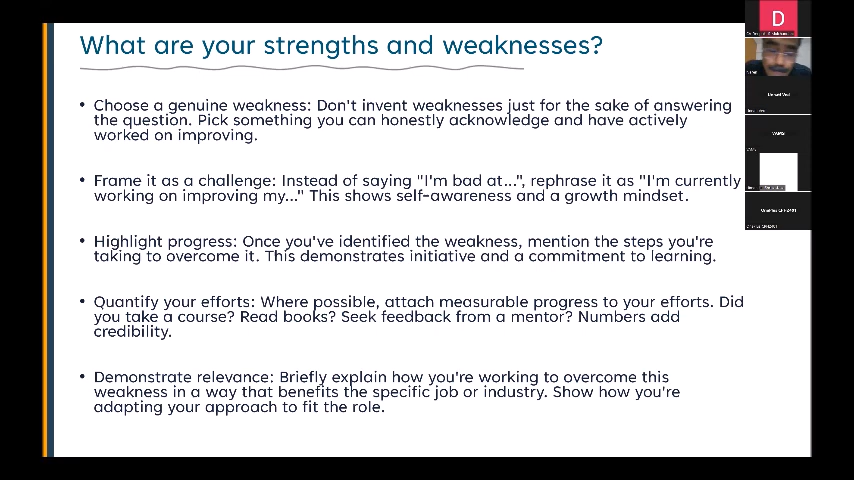 What are your strengths and weaknesses?
• Choose a genuine weakness: Don't invent weaknesses just for the sake of answering
the question. Pick something you can honestly acknowledge and have actively
worked on improving.
• Frame it as a challenge: Instead of saying "I'm bad at...", rephrase it as "I'm currently
working on improving my..." This shows self-awareness and a growth mindset.
• Highlight progress: Once you've identified the weakness, mention the steps you're
taking to overcome it. This demonstrates initiative and a commitment to learning.
• Quantify your efforts: Where possible, attach measurable progress to your efforts. Did
you take a course? Read books? Seek feedback from a mentor? Numbers add
credibility.
• Demonstrate relevance: Briefly explain how you're working to overcome this
weakness in a way that benefits the specific job or industry. Show how you're
adapting your approach to fit the role.
D